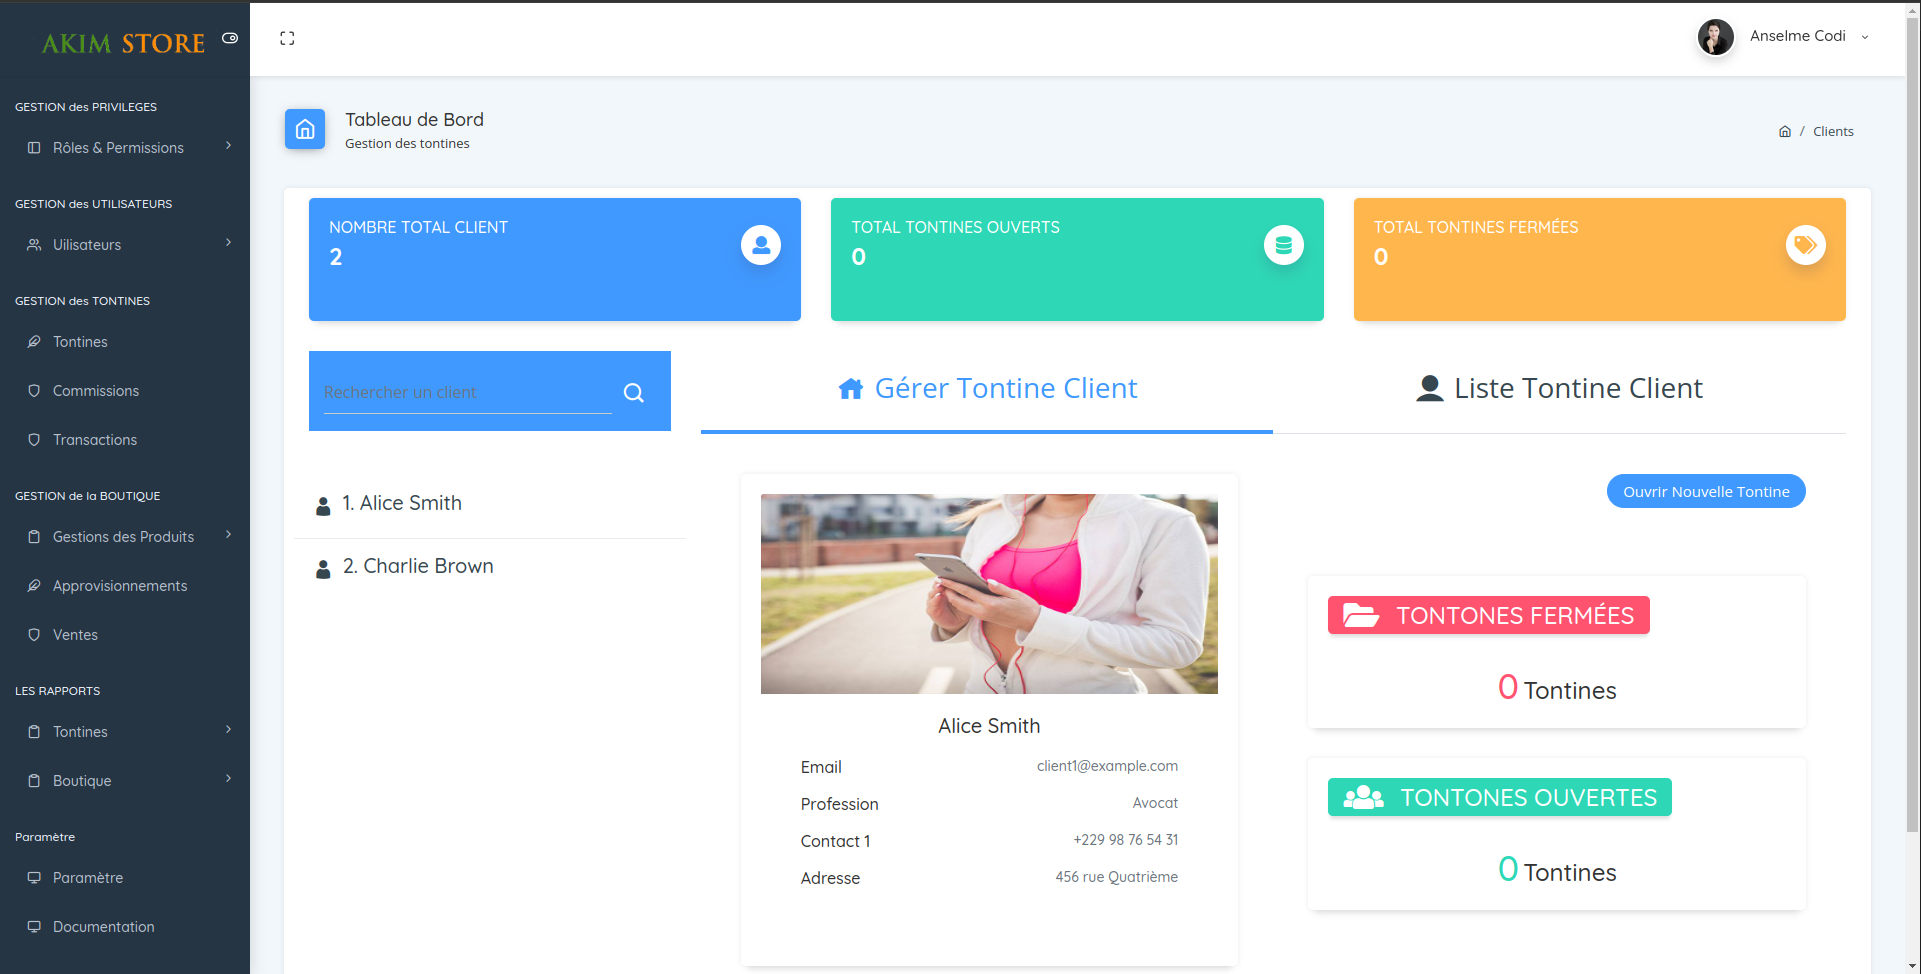 AKIM STORE
Anselme Codi
GESTION des PRIVILEGES
Rôles & Permissions
GESTION des UTILISATEURS
Uilisateurs
GESTION des TONTINES
Tontines
Commissions
Transactions
GESTION de la BOUTIQUE
Gestions des Produits
Approvisionnements
Ventes
LES RAPPORTS
Tontines
Boutique
Paramètre
Paramètre
Documentation
Tableau de Bord
Gestion des tontines
/ Clients
NOMBRE TOTAL CLIENT
2
TOTAL TONTINES OUVERTS
0
TOTAL TONTINES FERMÉES
0
Rechercher un client
Gérer Tontine Client
Liste Tontine Client
1. Alice Smith
2. Charlie Brown
Alice Smith
Email client1@example.com
Profession Avocat
Contact 1 +229 98 76 54 31
Adresse 456 rue Quatrième
Ouvrir Nouvelle Tontine
TONTONES FERMÉES
0 Tontines
TONTONES OUVERTES
0 Tontines